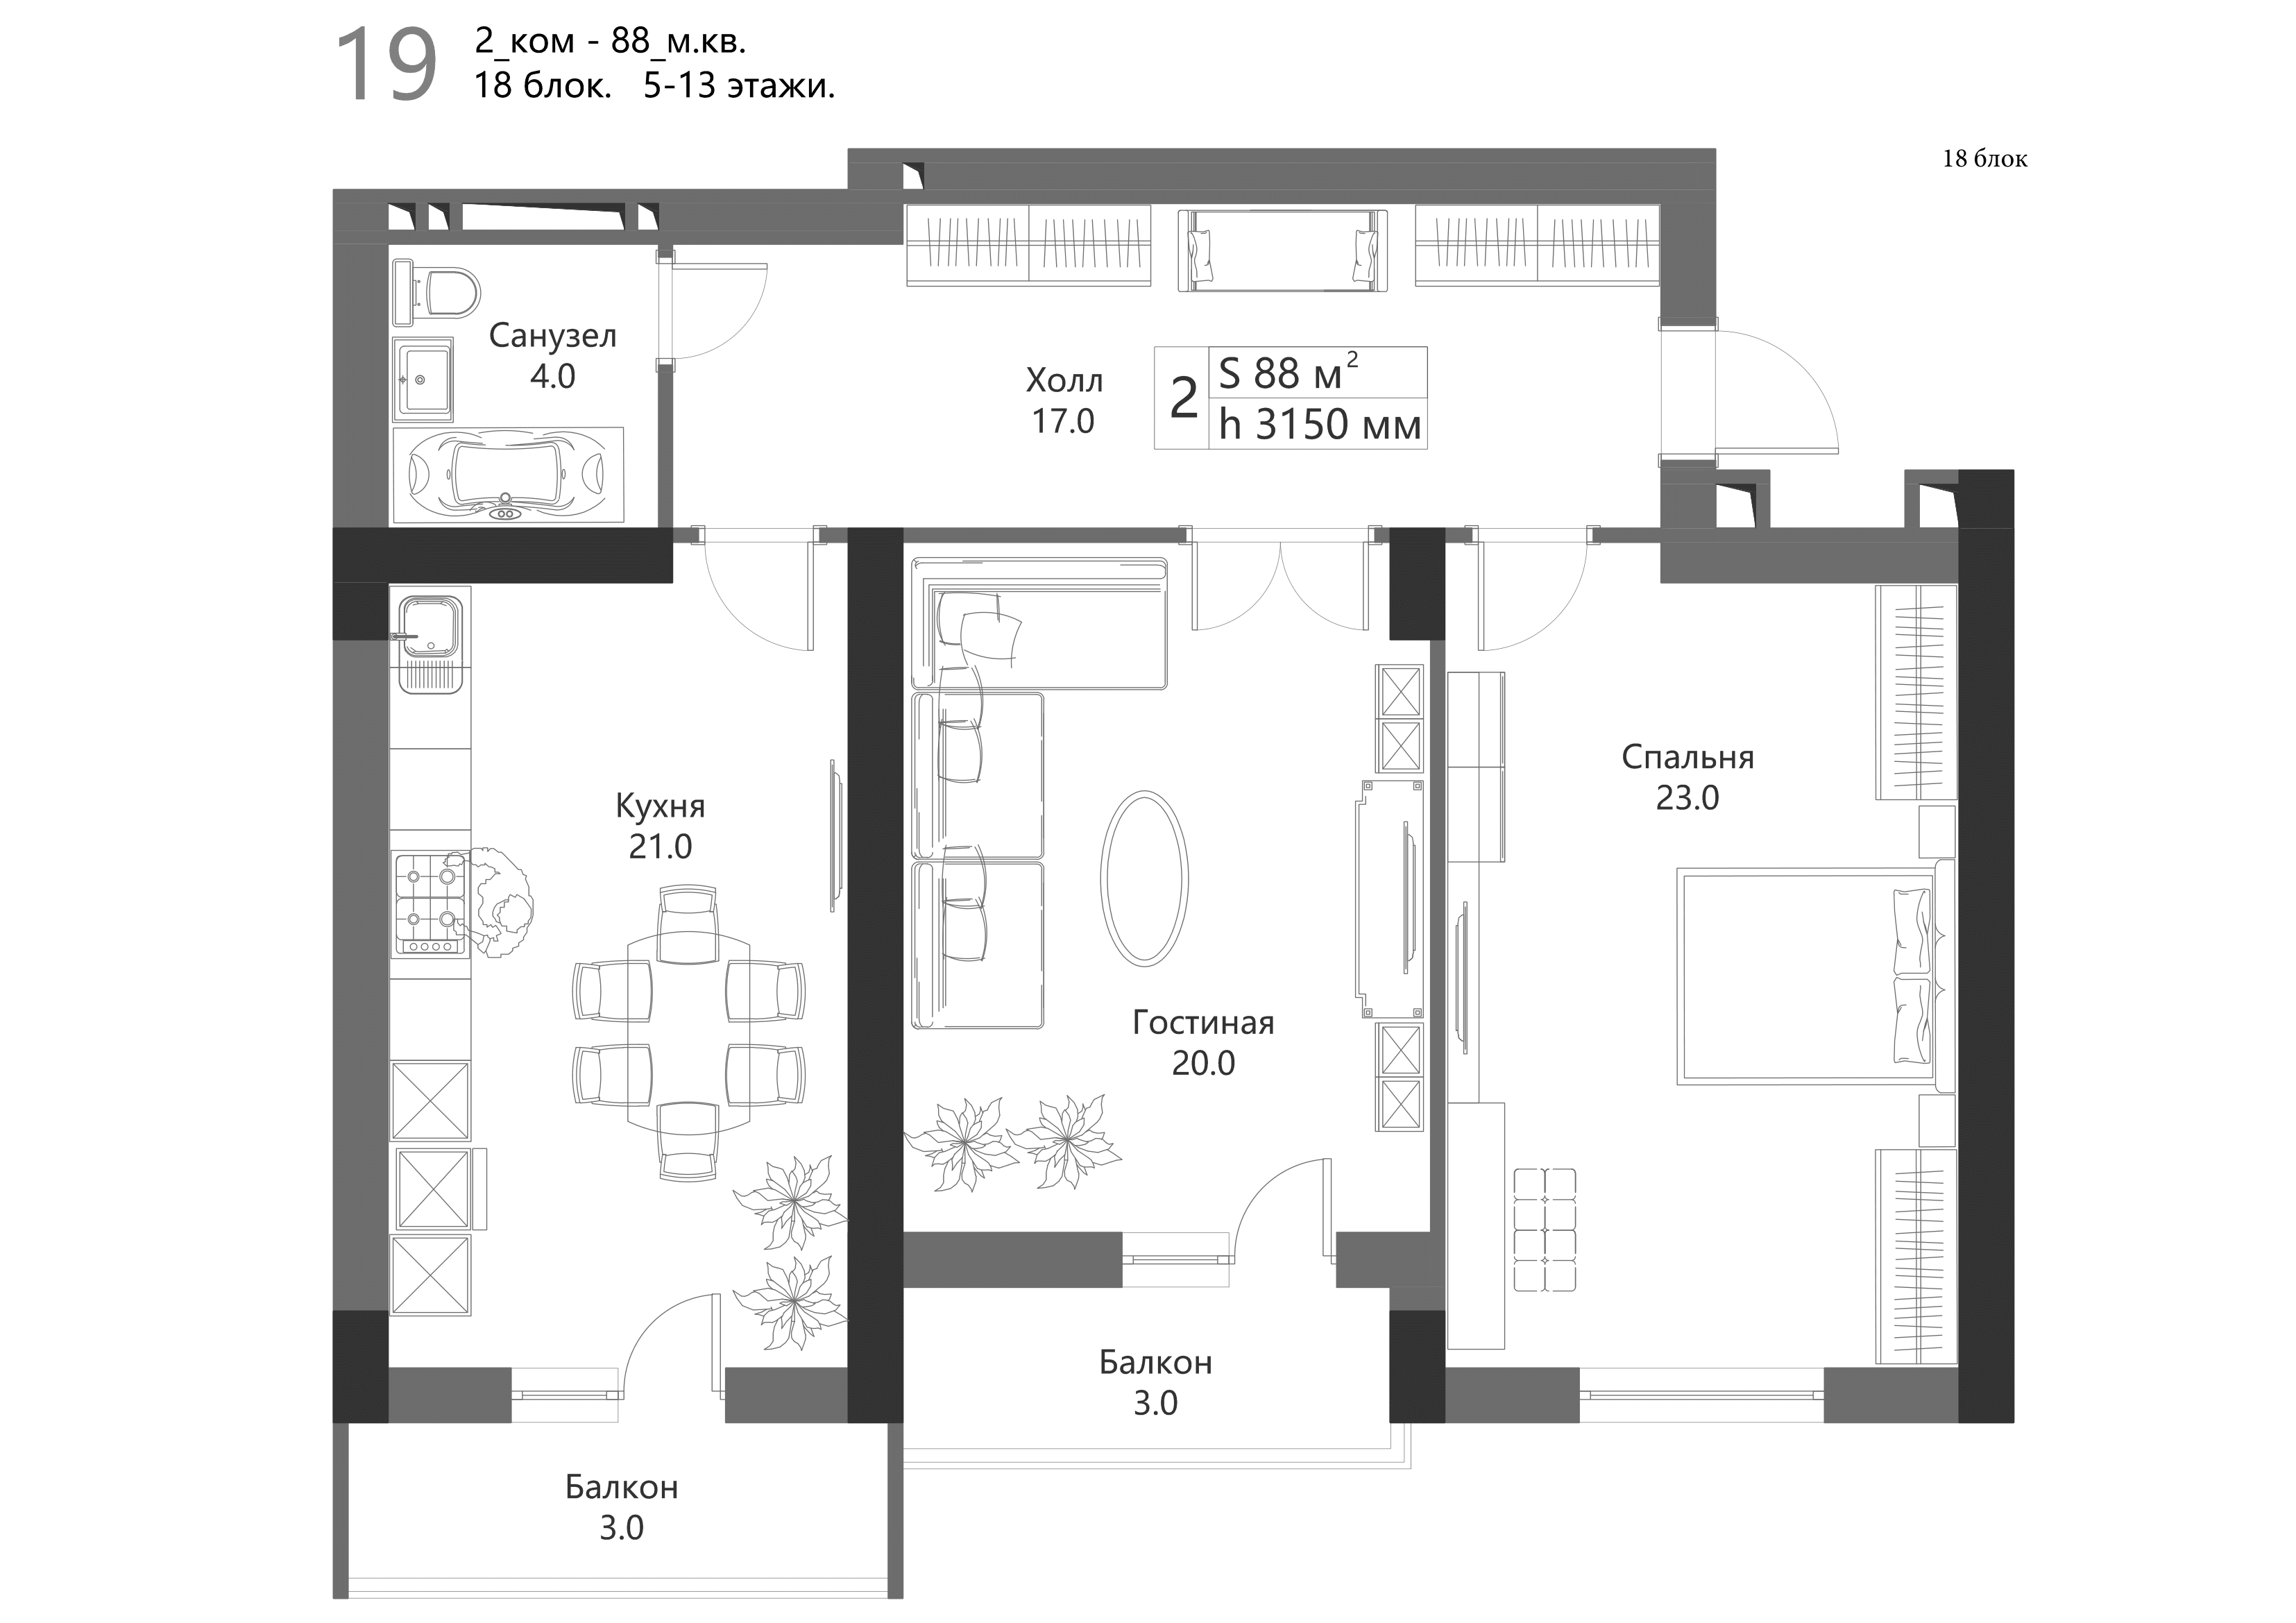 19
2_ком - 88_м.кв.
18 блок. 5-13 этажи.
18 блок
Санузел
4.0
Холл
17.0
2
S 88 м²
h 3150 мм
Кухня
21.0
Спальня
23.0
Гостиная
20.0
Балкон
3.0
Балкон
3.0